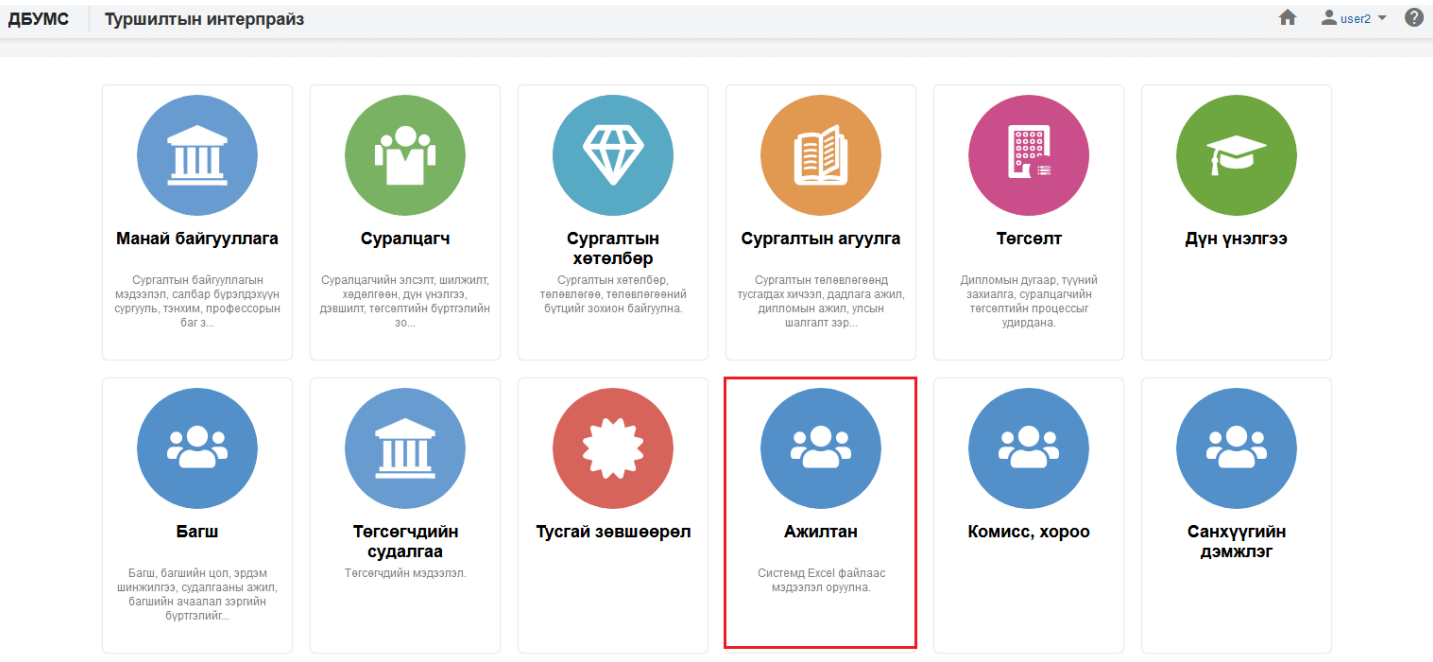 ДБУМС Туршилтын интерпрайз user2
Манай байгууллага
Сургалтын байгууллагын
мэдээлэл, салбар бүрэлдэхүүн
сургууль, тэнхим, профессорын
баг з...
Суралцагч
Суралцагчийн элсэлт, шилжилт,
хөдөлгөөн, дүн үнэлгээ,
дэвшилт, төгсөлтийн бүртгэлийн
зо...
Сургалтын
хөтөлбөр
Сургалтын хөтөлбөр,
төлөвлөгөө, төлөвлөгөөний
бүтцийг зохион байгуулна.
Сургалтын агуулга
Сургалтын төлөвлөгөөнд
тусгагдах хичээл, дадлага ажил,
дипломын ажил, улсын
шалгалт зэр...
Төгсөлт
Дипломын дугаар, түүний
захиалга, суралцагчийн
төгсөлтийн процессыг
удирдана.
Дүн үнэлгээ
Багш
Багш, багшийн цол, эрдэм
шинжилгээ, судалгааны ажил,
багшийн ачаалал зэргийн
бүртгэлийг...
Төгсөгчдийн
судалгаа
Төгсөгчдийн мэдээлэл.
Тусгай зөвшөөрөл
Ажилтан
Системд Excel файлаас
мэдээлэл оруулна.
Комисс, хороо
Санхүүгийн
дэмжлэг